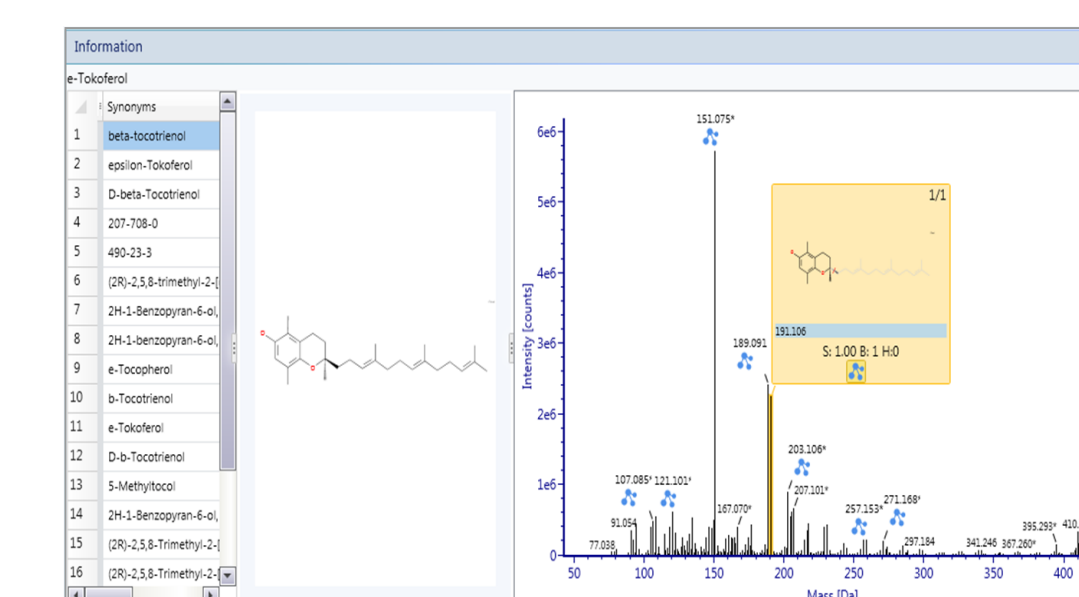 Information
e-Tokoferol
Synonyms
1 beta-tocotrienol
2 epsilon-Tokoferol
3 D-beta-Tocotrienol
4 207-708-0
5 490-23-3
6 (2R)-2,5,8-trimethyl-2-[
7 2H-1-Benzopyran-6-ol,
8 2H-1-benzopyran-6-ol,
9 e-Tocopherol
10 b-Tocotrienol
11 e-Tokoferol
12 D-b-Tocotrienol
13 5-Methyltocol
14 2H-1-Benzopyran-6-ol,
15 (2R)-2,5,8-Trimethyl-2-[
16 (2R)-2,5,8-Trimethyl-2-[
O
O
Intensity [counts]
6e6
5e6
4e6
3e6
2e6
1e6
0
151.075*
1/1
191.106
S: 1.00 B: 1 H:0
189.091
203.106*
207.101*
107.085* 121.101*
167.070*
91.054
77.038
257.153*
271.168*
297.184
341.246
367.260*
395.293*
410.
50 100 150 200 250 300 350 400
Mass [Da]